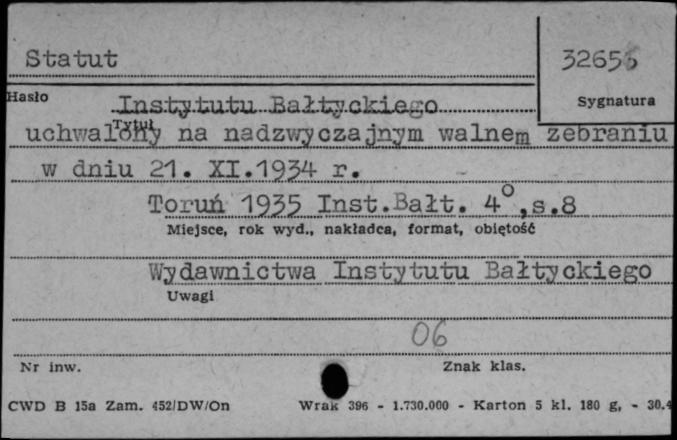 Statut
32655
Hasło
Sygnatura
Instytutu Bałtyckiego
Tytuł
uchwalony na nadzwyczajnym walnem zebraniu
w dniu 21. XI.1934 r.
Toruń 1935 Inst.Bałt. 4°,s.8
Miejsce, rok wyd., nakładca, format, objętość
Wydawnictwa Instytutu Bałtyckiego
Uwagi
06
Nr inw.
Znak klas.
CWD B 15a Zam. 452/DW/On
Wrak 396 - 1.730.000 - Karton 5 kl. 180 g, - 30.4